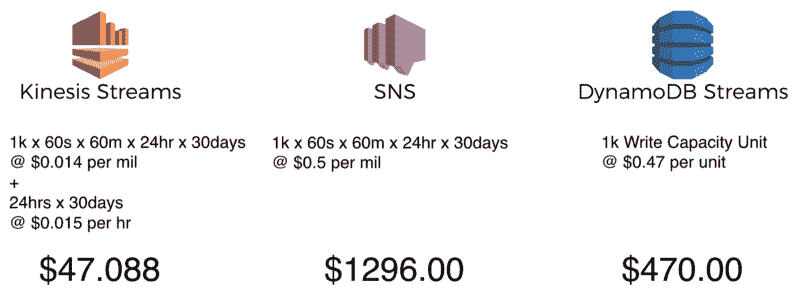 Kinesis Streams
1k x 60s x 60m x 24hr x 30days
@ $0.014 per mil
+
24hrs x 30days
@ $0.015 per hr
$47.088
SNS
1k x 60s x 60m x 24hr x 30days
@ $0.5 per mil
$1296.00
DynamoDB Streams
1k Write Capacity Unit
@ $0.47 per unit
$470.00